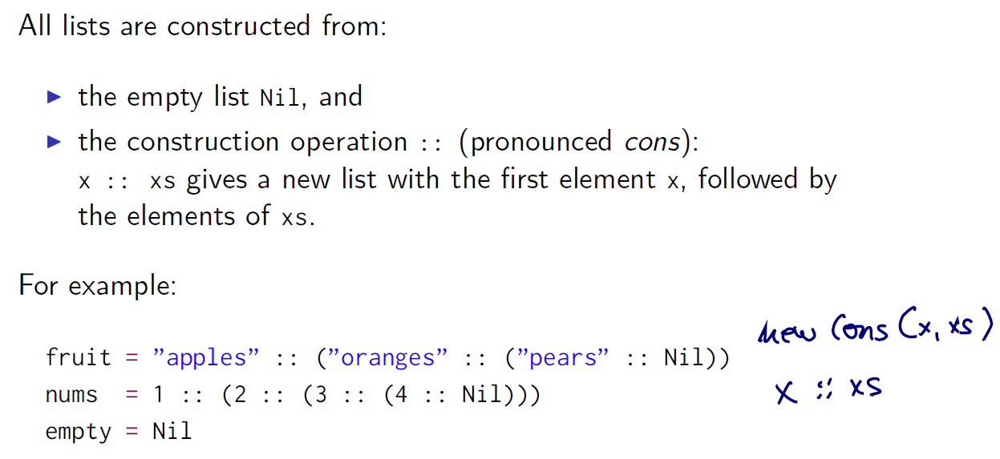 All lists are constructed from:
▶ the empty list Nil, and
▶ the construction operation :: (pronounced cons):
x :: xs gives a new list with the first element x, followed by
the elements of xs.
For example:
new Cons (x, xs)
fruit = ”apples” :: (”oranges” :: (”pears” :: Nil))
nums = 1 :: (2 :: (3 :: (4 :: Nil)))
x :: xs
empty = Nil